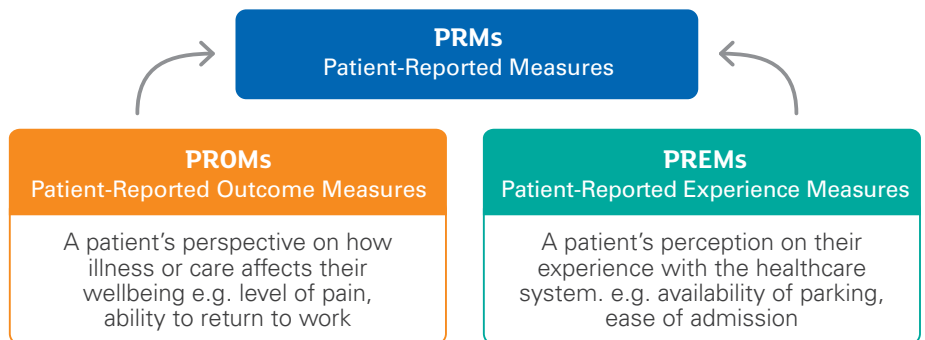 PRMs
Patient-Reported Measures
PROMs
Patient-Reported Outcome Measures
A patient’s perspective on how
illness or care affects their
wellbeing e.g. level of pain,
ability to return to work
PREMs
Patient-Reported Experience Measures
A patient’s perception on their
experience with the healthcare
system. e.g. availability of parking,
ease of admission